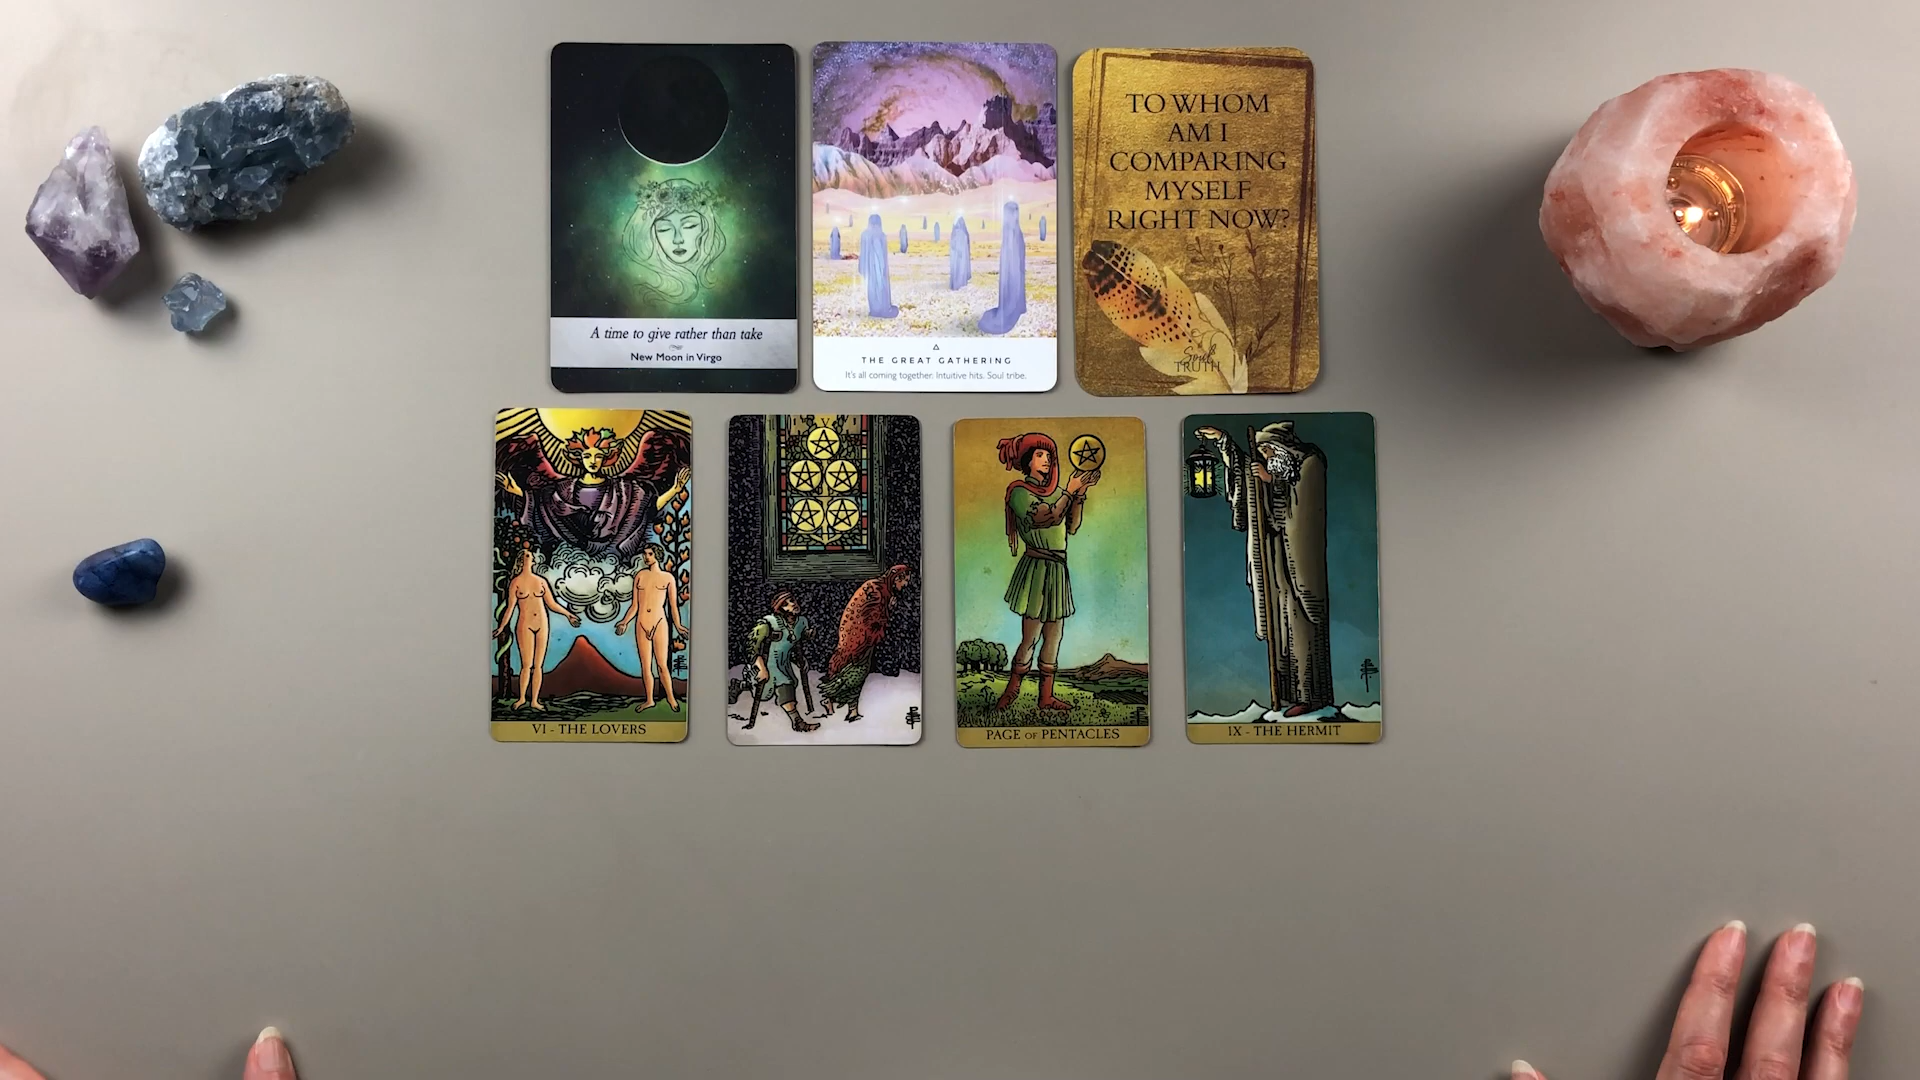 A time to give rather than take
New Moon in Virgo
THE GREAT GATHERING
It's all coming together. Intuitive hits. Soul tribe.
TO WHOM
AM I
COMPARING
MYSELF
RIGHT NOW?
Soul
TRUTH
VI - THE LOVERS
V
PAGE OF PENTACLES
IX - THE HERMIT